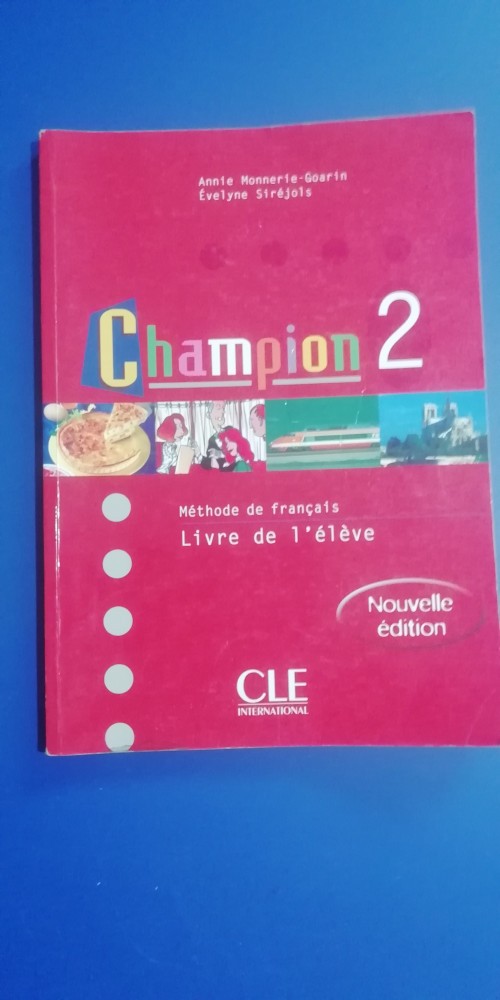 Annie Monnerie-Goarin
Évelyne Siréjols
Champion 2
Méthode de français
Livre de l'élève
Nouvelle
édition
CLE
INTERNATIONAL